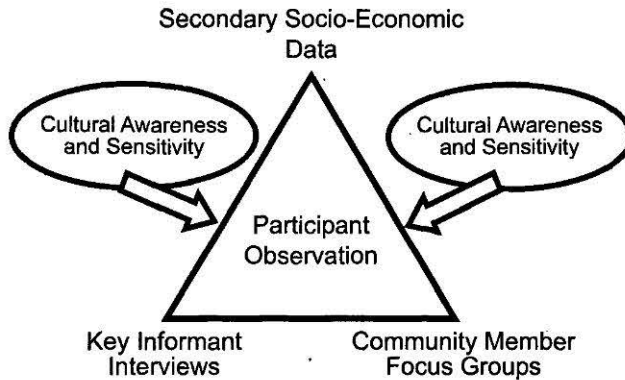 Secondary Socio-Economic
Data
Cultural Awareness
and Sensitivity
Cultural Awareness
and Sensitivity
Participant
Observation
Key Informant
Interviews
Community Member
Focus Groups